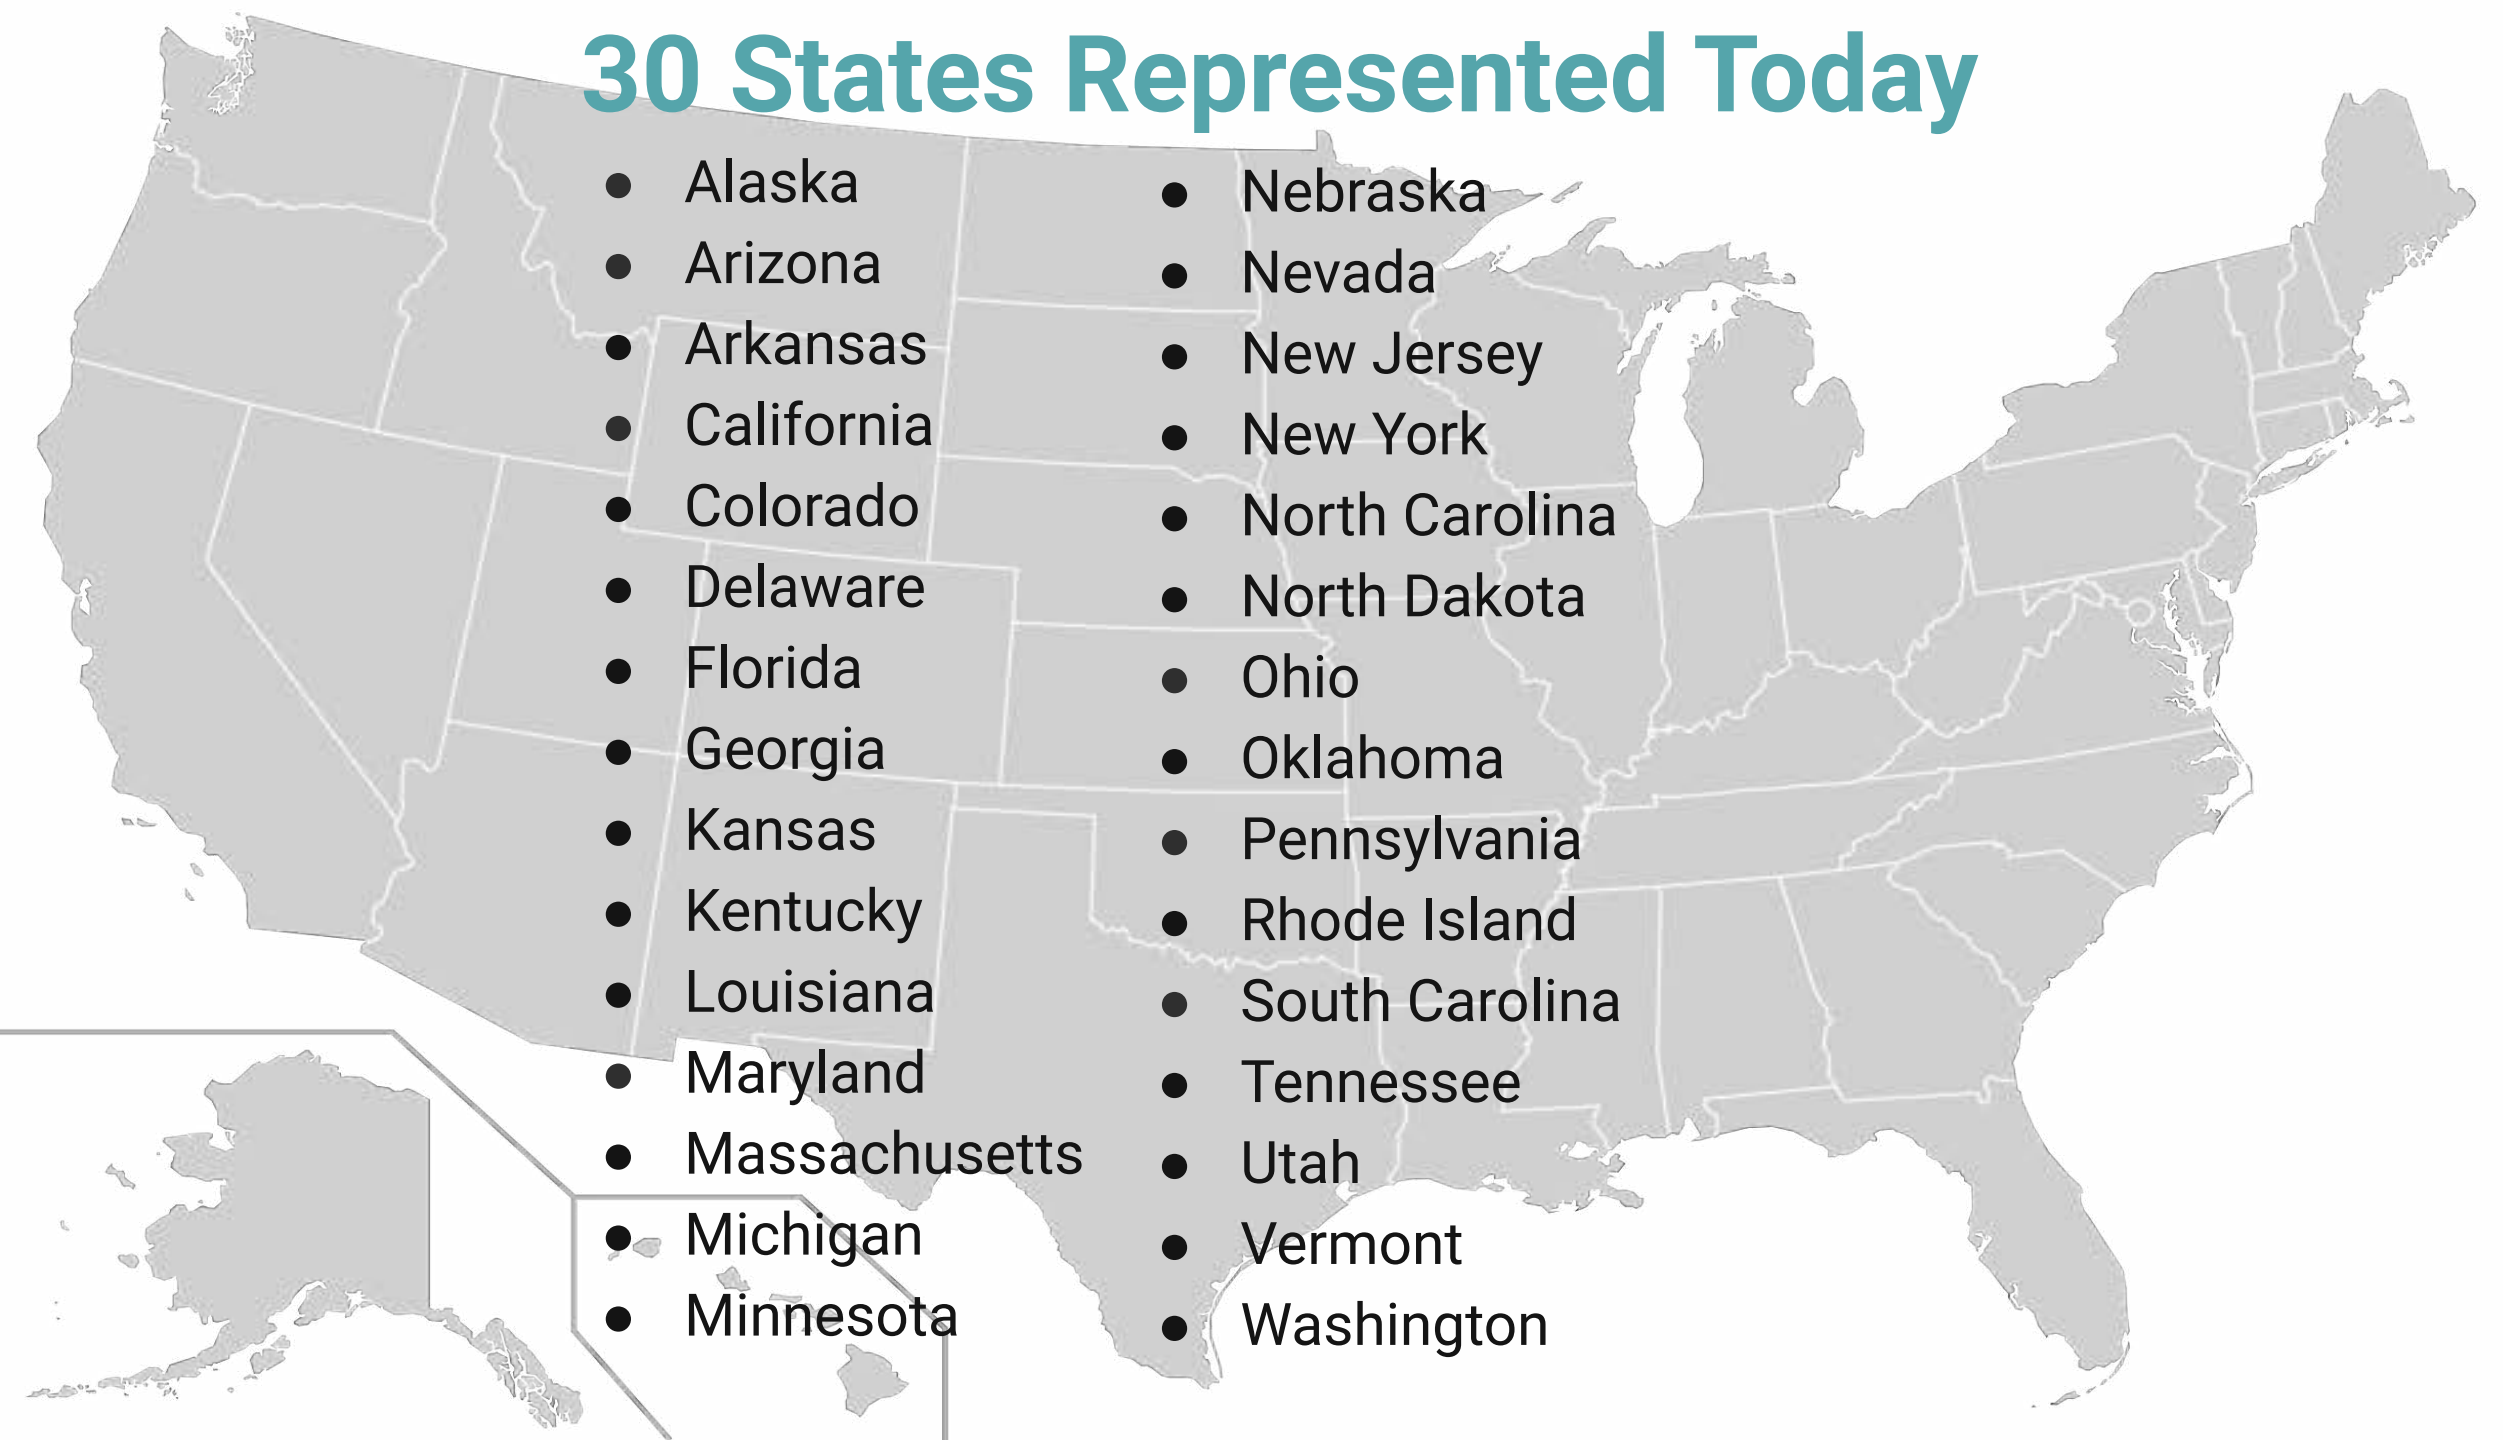 30 States Represented Today
● Alaska
● Arizona
● Arkansas
● California
● Colorado
● Delaware
● Florida
● Georgia
● Kansas
● Kentucky
● Louisiana
● Maryland
● Massachusetts
● Michigan
● Minnesota
● Nebraska
● Nevada
● New Jersey
● New York
● North Carolina
● North Dakota
● Ohio
● Oklahoma
● Pennsylvania
● Rhode Island
● South Carolina
● Tennessee
● Utah
● Vermont
● Washington